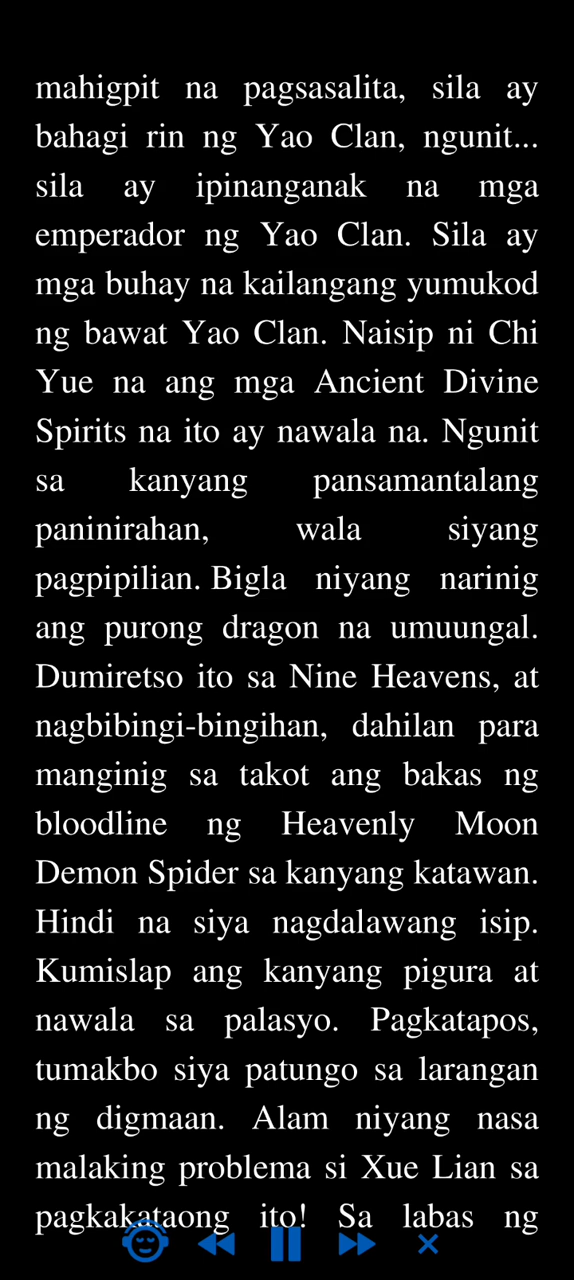 mahigpit na pagsasalita, sila ay
bahagi rin ng Yao Clan, ngunit...
sila ay ipinanganak na mga
emperador ng Yao Clan. Sila ay
mga buhay na kailangang yumukod
ng bawat Yao Clan. Naisip ni Chi
Yue na ang mga Ancient Divine
Spirits na ito ay nawala na. Ngunit
sa kanyang pansamantalang
paninirahan, wala siyang
pagpipilian. Bigla niyang narinig
ang purong dragon na umuungal.
Dumiretso ito sa Nine Heavens, at
nagbibingi-bingihan, dahilan para
manginig sa takot ang bakas ng
bloodline ng Heavenly Moon
Demon Spider sa kanyang katawan.
Hindi na siya nagdalawang isip.
Kumislap ang kanyang pigura at
nawala sa palasyo. Pagkatapos,
tumakbo siya patungo sa larangan
ng digmaan. Alam niyang nasa
malaking problema si Xue Lian sa
pagkakataong ito! Sa labas ng